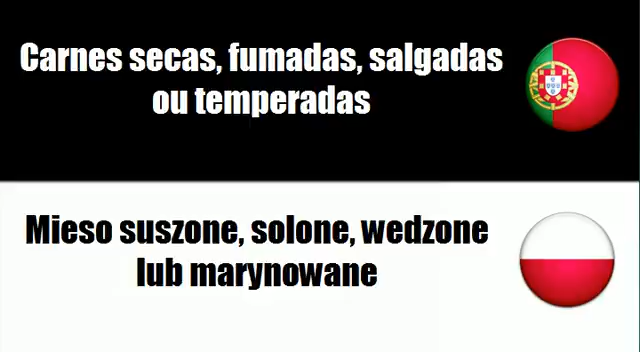 Carnes secas, fumadas, salgadas
ou temperadas
Mieso suszone, solone, wedzone
lub marynowane